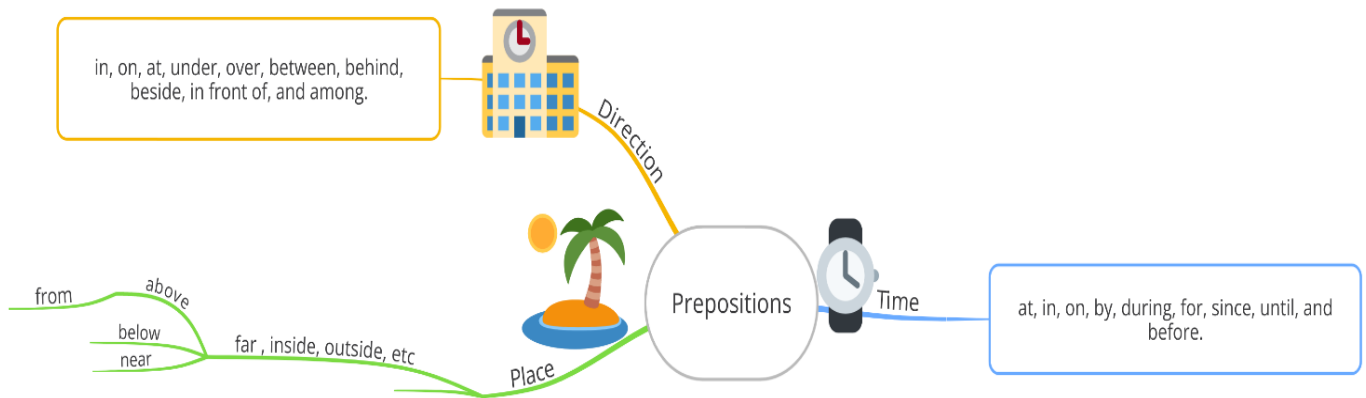 in, on, at, under, over, between, behind,
beside, in front of, and among.
Direction
Prepositions
Time
at, in, on, by, during, for, since, until, and
before.
Place
far , inside, outside, etc
above
from
below
near